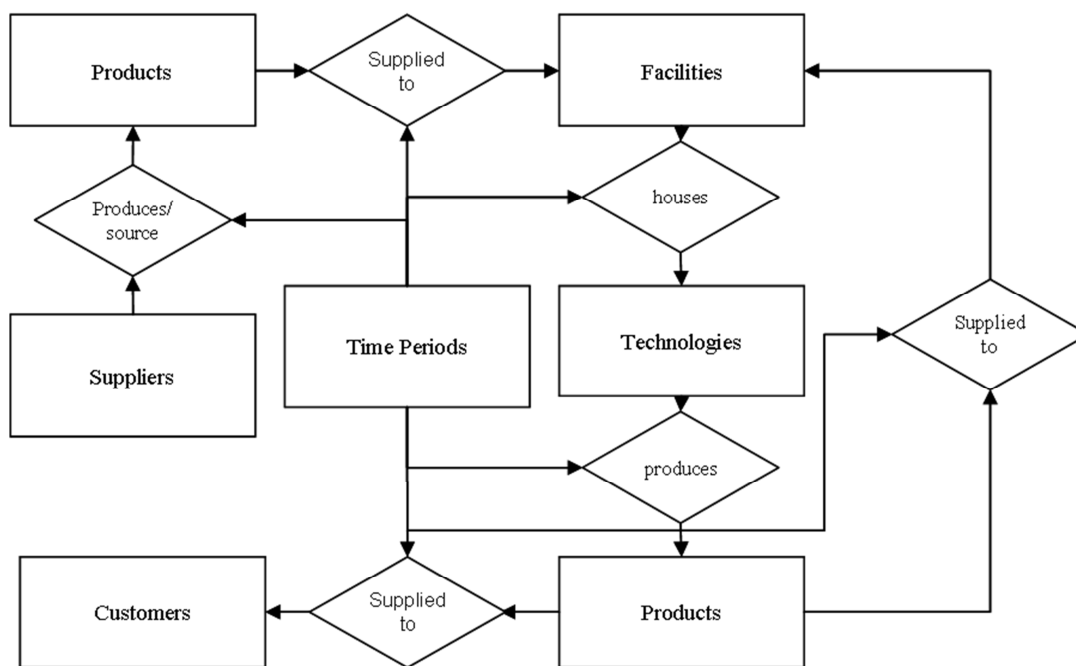 Products
Supplied
to
Facilities
Produces/
source
houses
Suppliers
Time Periods
Technologies
Supplied
to
produces
Customers
Supplied
to
Products